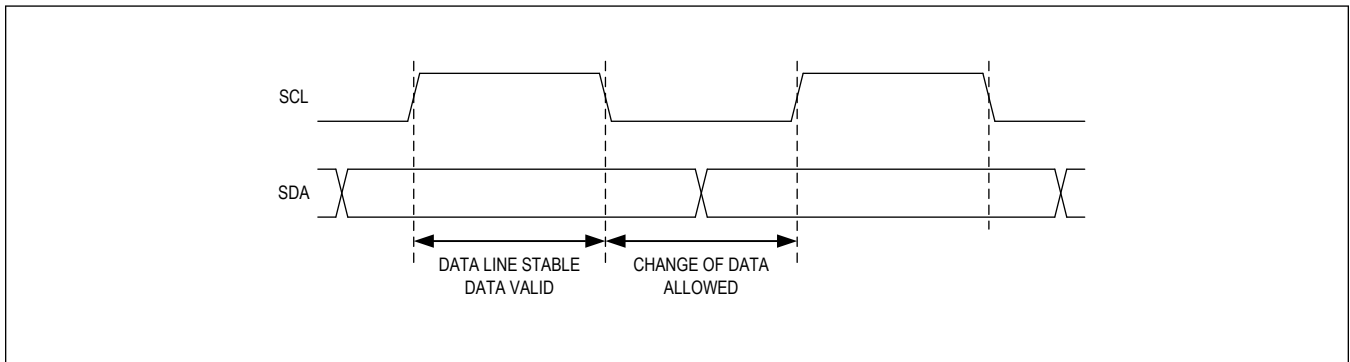 SCL
SDA
DATA LINE STABLE
DATA VALID
CHANGE OF DATA
ALLOWED